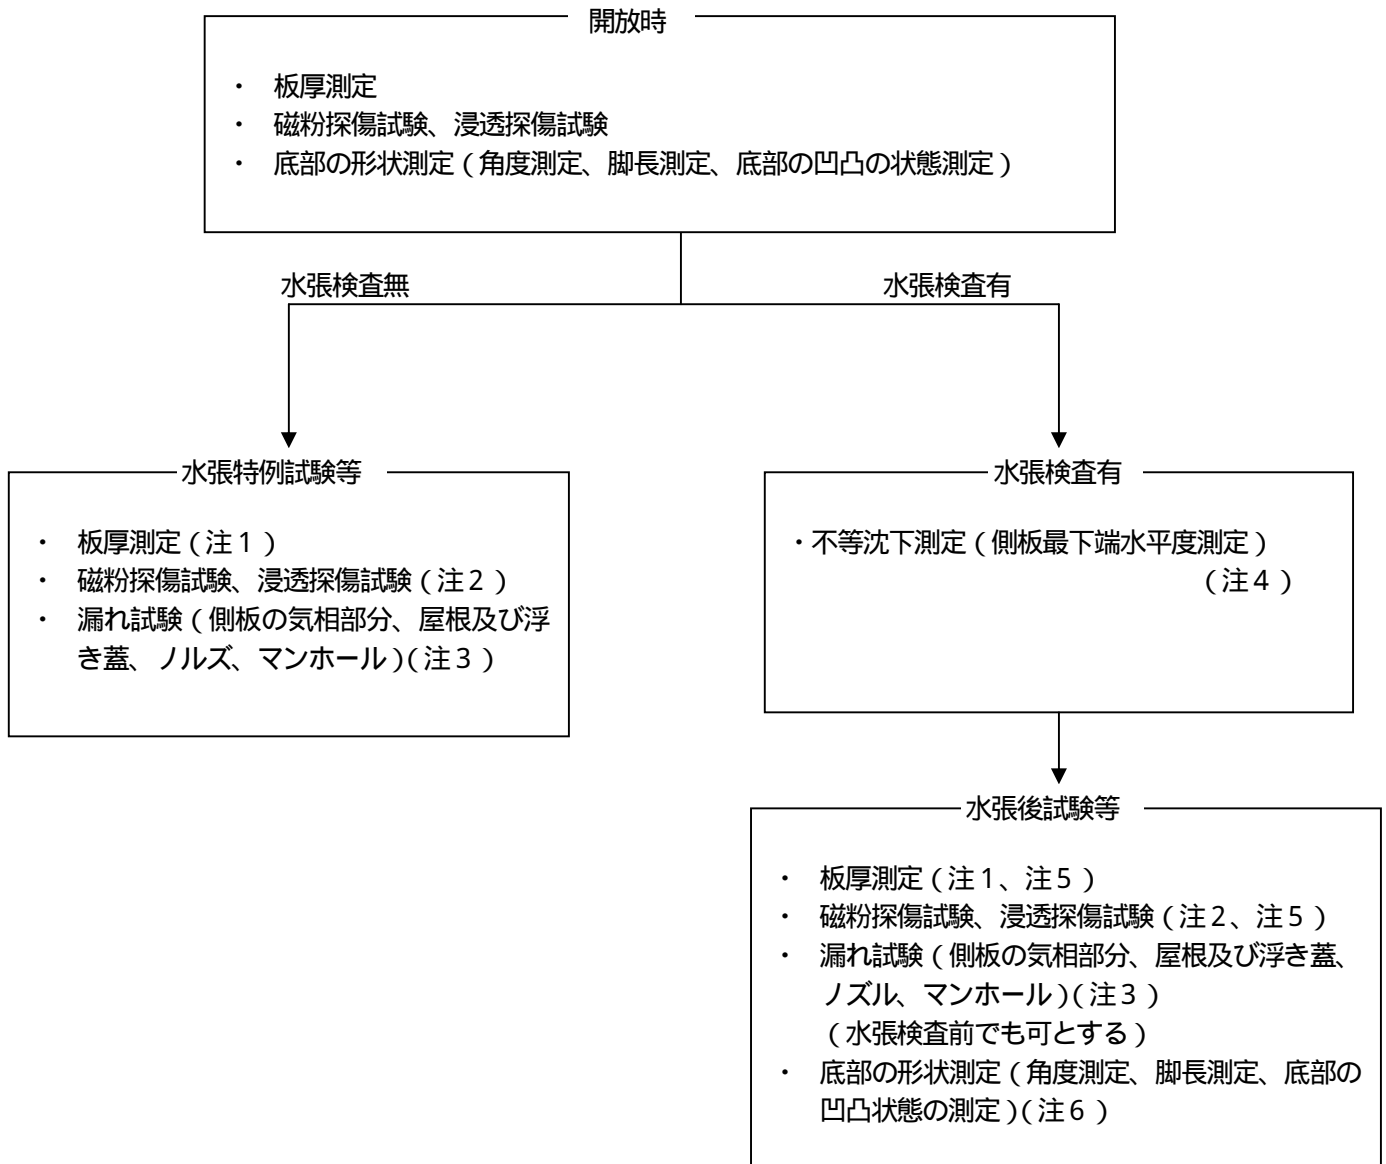 開放時
・ 板厚測定
・ 磁粉探傷試験、浸透探傷試験
・ 底部の形状測定（角度測定、脚長測定、底部の凹凸の状態測定）
水張検査無
水張検査有
水張特例試験等
・ 板厚測定（注１）
・ 磁粉探傷試験、浸透探傷試験（注２）
・ 漏れ試験（側板の気相部分、屋根及び浮
き蓋、ノルズ、マンホール）（注３）
水張検査有
・不等沈下測定（側板最下端水平度測定）
（注４）
水張後試験等
・ 板厚測定（注１、注５）
・ 磁粉探傷試験、浸透探傷試験（注２、注５）
・ 漏れ試験（側板の気相部分、屋根及び浮き蓋、
ノズル、マンホール）（注３）
（水張検査前でも可とする）
・ 底部の形状測定（角度測定、脚長測定、底部の
凹凸状態の測定）（注６）